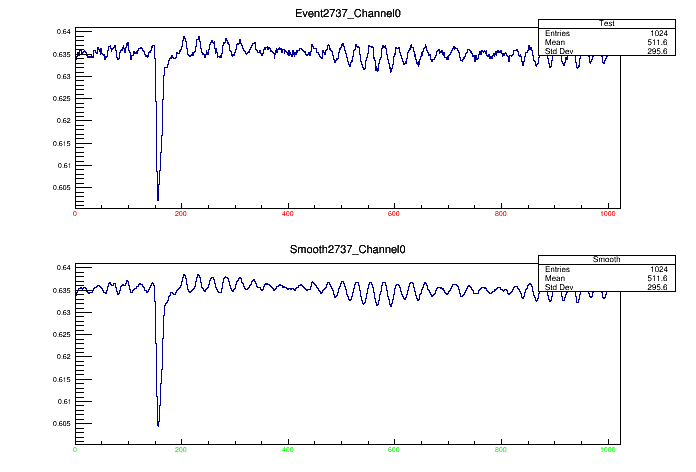 Event2737_Channel0
Test
Entries 1024
Mean 511.6
Std Dev 295.6
0.64
0.635
0.63
0.625
0.62
0.615
0.61
0.605
0 200 400 600 800 1000
Smooth2737_Channel0
Smooth
Entries 1024
Mean 511.6
Std Dev 295.6
0.64
0.635
0.63
0.625
0.62
0.615
0.61
0.605
0 200 400 600 800 1000